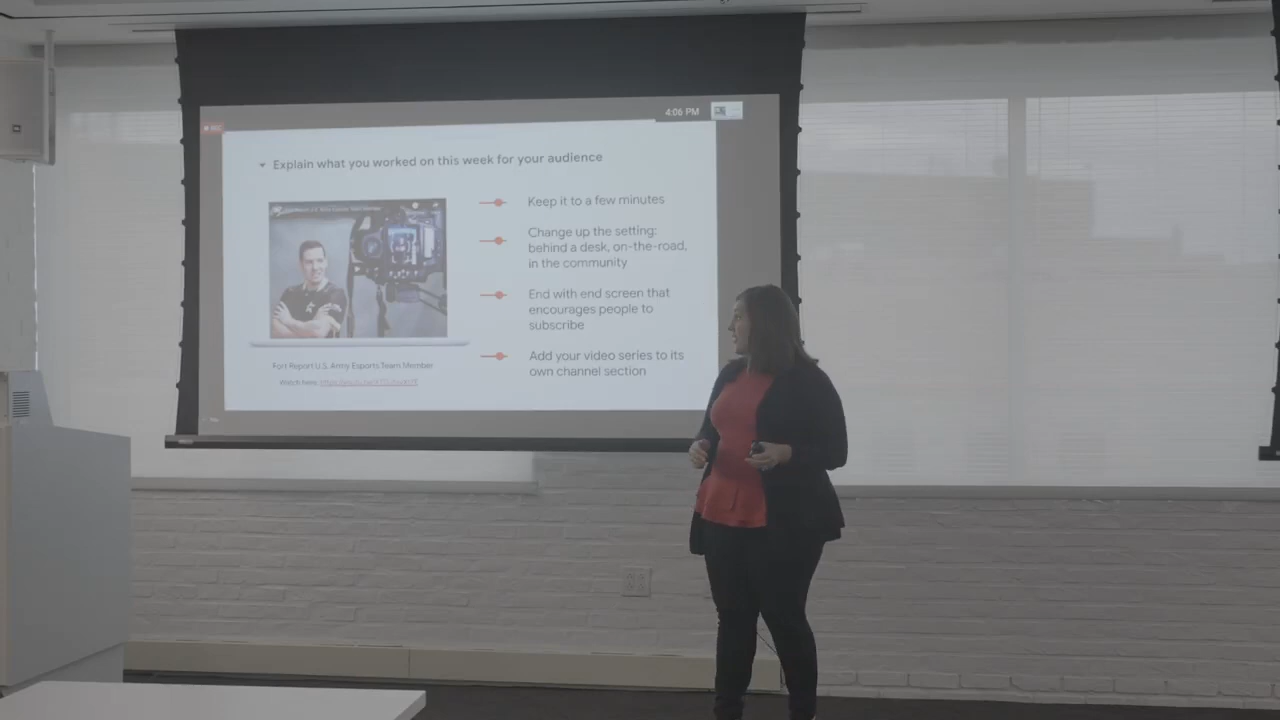 4:06 PM
REC
Explain what you worked on this week for your audience
Keep it to a few minutes
Change up the setting:
behind a desk, on-the-road,
in the community
End with end screen that
encourages people to
subscribe
Add your video series to its
own channel section
Fort Report U.S. Army Esports Team Member
Watch here: